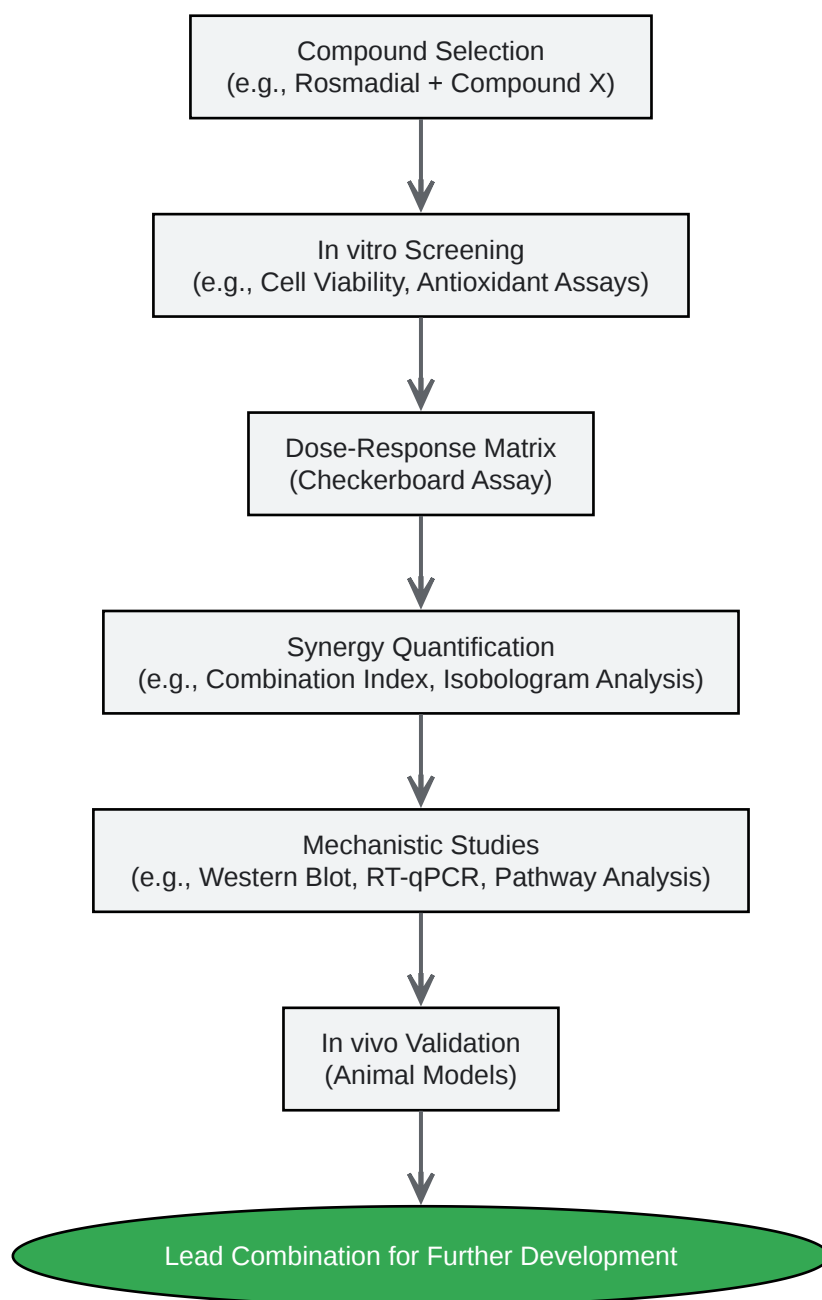 Compound Selection
(e.g., Rosmadial + Compound X)
In vitro Screening
(e.g., Cell Viability, Antioxidant Assays)
Dose-Response Matrix
(Checkerboard Assay)
Synergy Quantification
(e.g., Combination Index, Isobologram Analysis)
Mechanistic Studies
(e.g., Western Blot, RT-qPCR, Pathway Analysis)
In vivo Validation
(Animal Models)
Lead Combination for Further Development